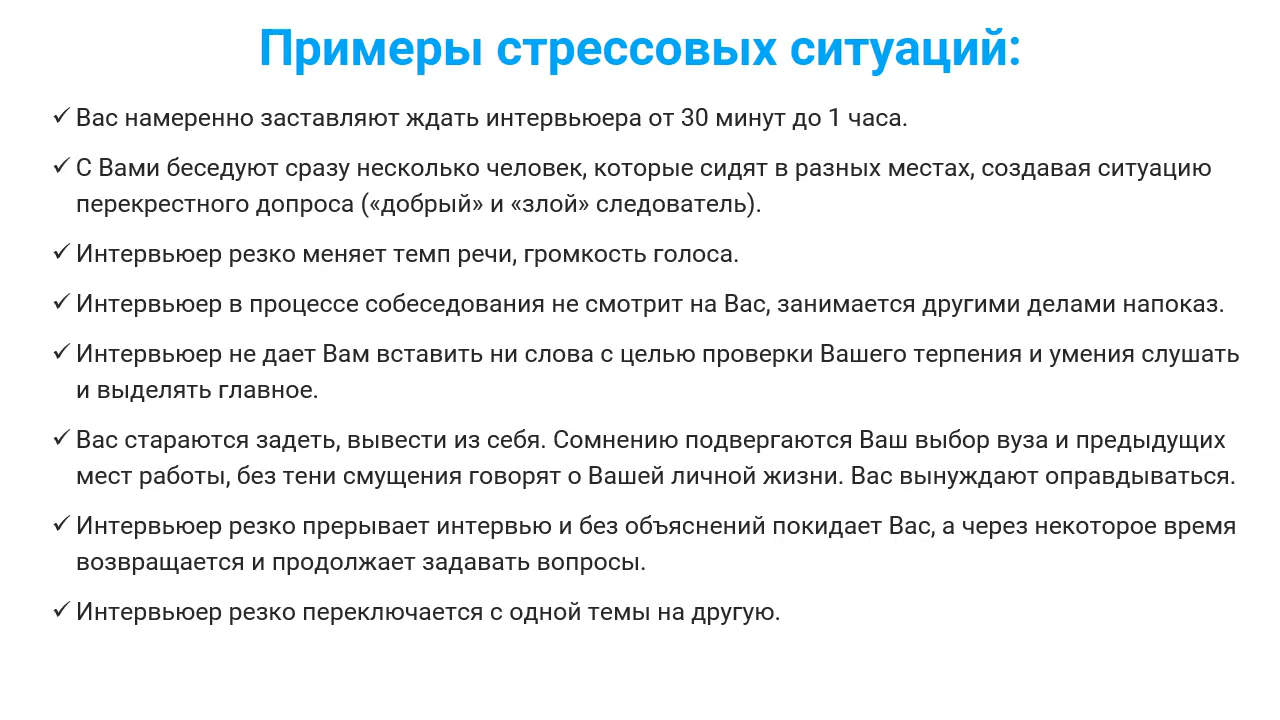 Примеры стрессовых ситуаций:
✓ Вас намеренно заставляют ждать интервьюера от 30 минут до 1 часа.
✓ С Вами беседуют сразу несколько человек, которые сидят в разных местах, создавая ситуацию
перекрестного допроса («добрый» и «злой» следователь).
✓ Интервьюер резко меняет темп речи, громкость голоса.
✓ Интервьюер в процессе собеседования не смотрит на Вас, занимается другими делами напоказ.
✓ Интервьюер не дает Вам вставить ни слова с целью проверки Вашего терпения и умения слушать
и выделять главное.
✓ Вас стараются задеть, вывести из себя. Сомнению подвергаются Ваш выбор вуза и предыдущих
мест работы, без тени смущения говорят о Вашей личной жизни. Вас вынуждают оправдываться.
✓ Интервьюер резко прерывает интервью и без объяснений покидает Вас, а через некоторое время
возвращается и продолжает задавать вопросы.
✓ Интервьюер резко переключается с одной темы на другую.